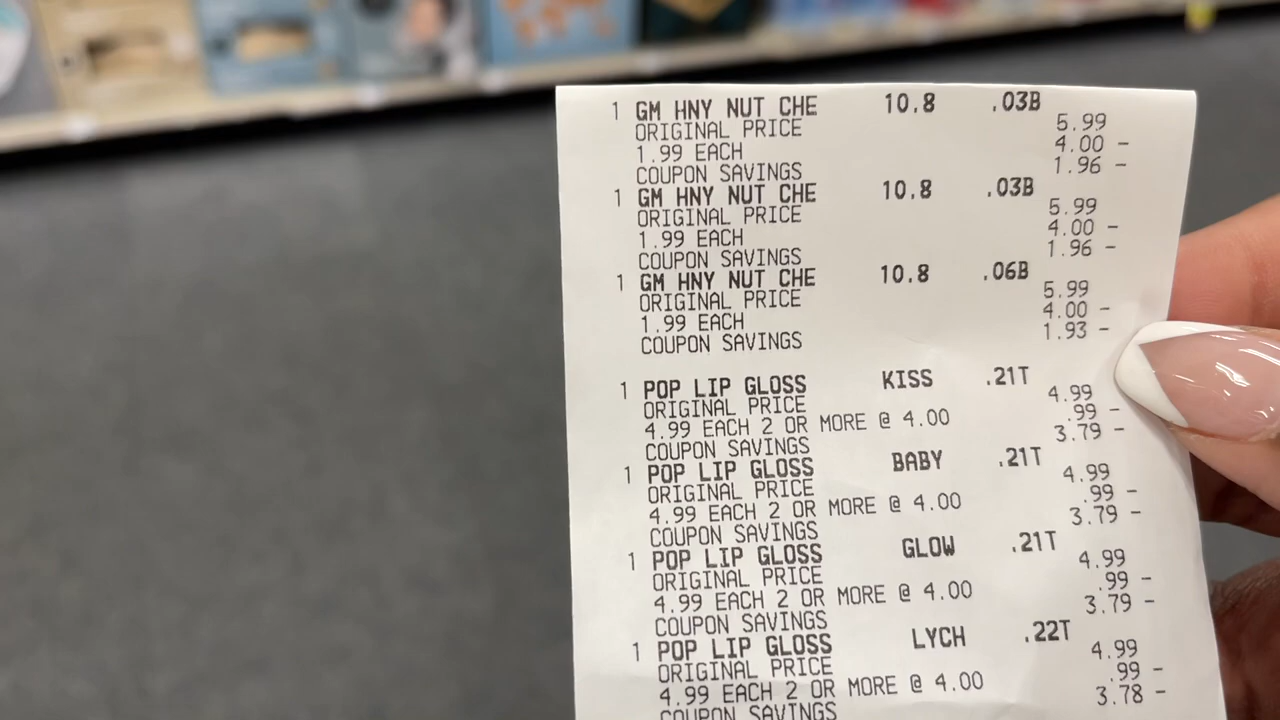 1 GM HNY NUT CHE 10.8 .03B
ORIGINAL PRICE 5.99
1.99 EACH 4.00 -
COUPON SAVINGS 1.96 -
1 GM HNY NUT CHE 10.8 .03B
ORIGINAL PRICE 5.99
1.99 EACH 4.00 -
COUPON SAVINGS 1.96 -
1 GM HNY NUT CHE 10.8 .06B
ORIGINAL PRICE 5.99
1.99 EACH 4.00 -
COUPON SAVINGS 1.93 -
1 POP LIP GLOSS KISS .21T
ORIGINAL PRICE 4.99
4.99 EACH 2 OR MORE @ 4.00 .99 -
COUPON SAVINGS 3.79 -
1 POP LIP GLOSS BABY .21T
ORIGINAL PRICE 4.99
4.99 EACH 2 OR MORE @ 4.00 .99 -
COUPON SAVINGS 3.79 -
1 POP LIP GLOSS GLOW .21T
ORIGINAL PRICE 4.99
4.99 EACH 2 OR MORE @ 4.00 .99 -
COUPON SAVINGS 3.79 -
1 POP LIP GLOSS LYCH .22T
ORIGINAL PRICE 4.99
4.99 EACH 2 OR MORE @ 4.00 .99 -
COUPON SAVINGS 3.78 -